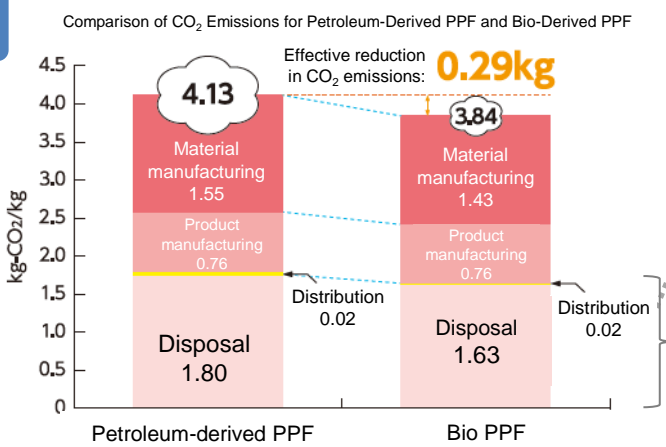 Comparison of CO₂ Emissions for Petroleum-Derived PPF and Bio-Derived PPF
Effective reduction
in CO₂ emissions:
0.29kg
kg-CO₂/kg
4.5
4.0
3.5
3.0
2.5
2.0
1.5
1.0
0.5
0
4.13
Material
manufacturing
1.55
Product
manufacturing
0.76
Distribution
0.02
Disposal
1.80
3.84
Material
manufacturing
1.43
Product
manufacturing
0.76
Distribution
0.02
Disposal
1.63
Petroleum-derived PPF
Bio PPF